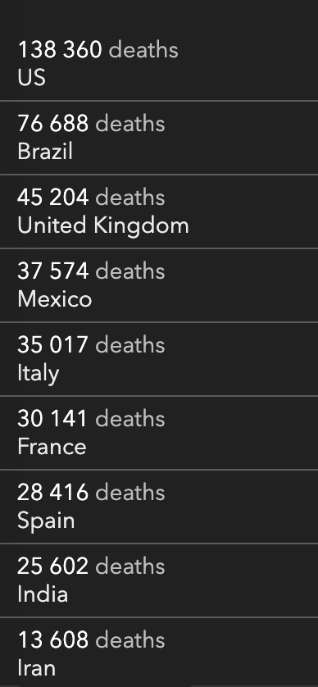 138 360 deaths
US
76 688 deaths
Brazil
45 204 deaths
United Kingdom
37 574 deaths
Mexico
35 017 deaths
Italy
30 141 deaths
France
28 416 deaths
Spain
25 602 deaths
India
13 608 deaths
Iran